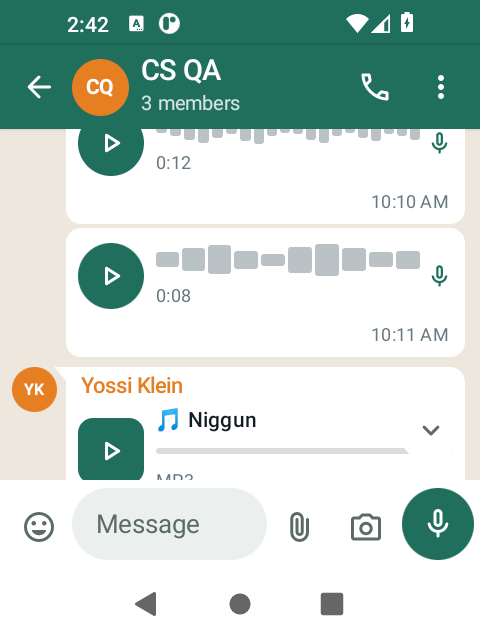 2:42
CQ
CS QA
3 members
0:12
10:10 AM
0:08
10:11 AM
YK
Yossi Klein
🎵 Niggun
MP3
Message